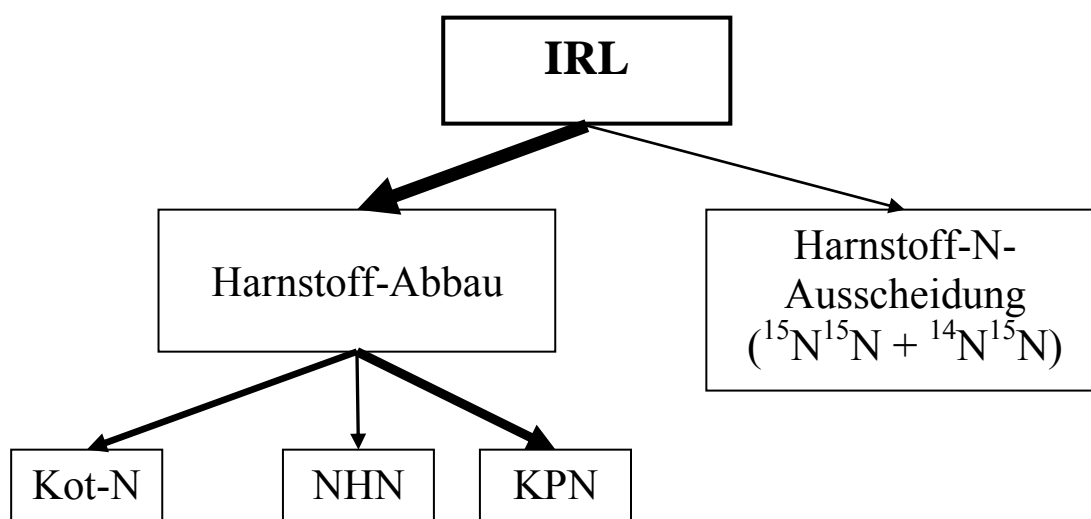 IRL
Harnstoff-Abbau
Harnstoff-N-
Ausscheidung
(¹⁵N¹⁵N + ¹⁴N¹⁵N)
Kot-N
NHN
KPN